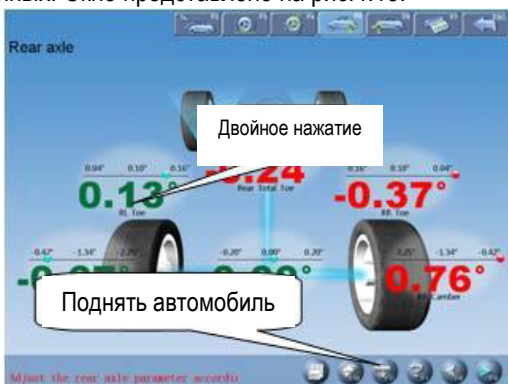 Rear axle
Двойное нажатие
0.04° 0.10° 0.16°
0.16° 0.10° 0.04°
0.13°
-0.24
-0.37°
RL Toe
Rear Total Toe
RR Toe
-0.42° -1.34° -2.25°
-0.20° 0.00° 0.20°
-2.25° -1.34° -0.42°
0.76°
Camber
Поднять автомобиль
Adjust the rear axle parameter accordin